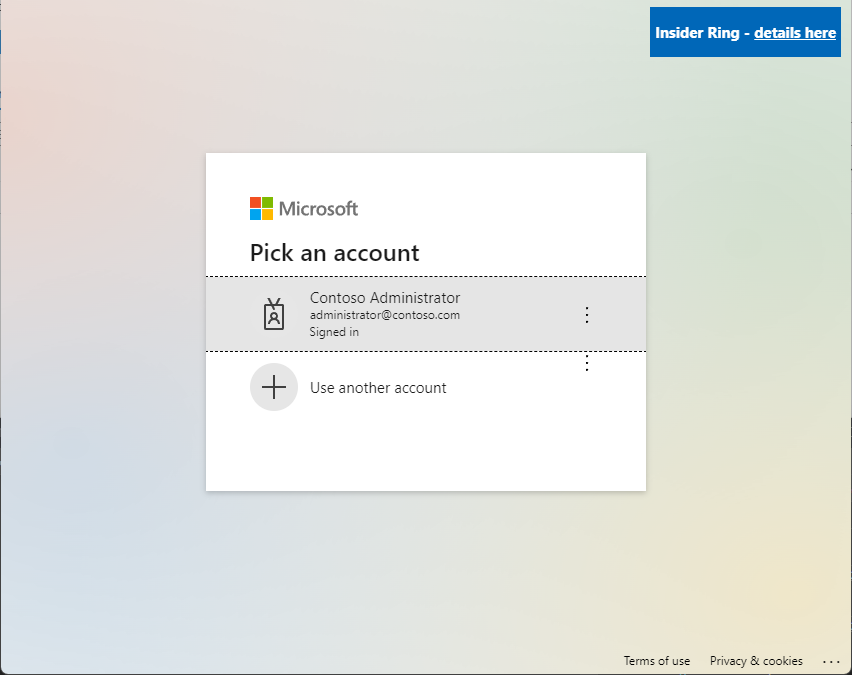 Insider Ring - details here
Microsoft
Pick an account
Contoso Administrator
administrator@contoso.com
Signed in
Use another account
Terms of use Privacy & cookies ...